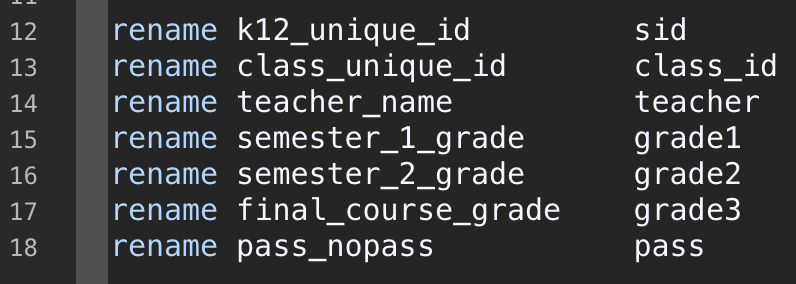 12 rename k12_unique_id sid
13 rename class_unique_id class_id
14 rename teacher_name teacher
15 rename semester_1_grade grade1
16 rename semester_2_grade grade2
17 rename final_course_grade grade3
18 rename pass_nopass pass